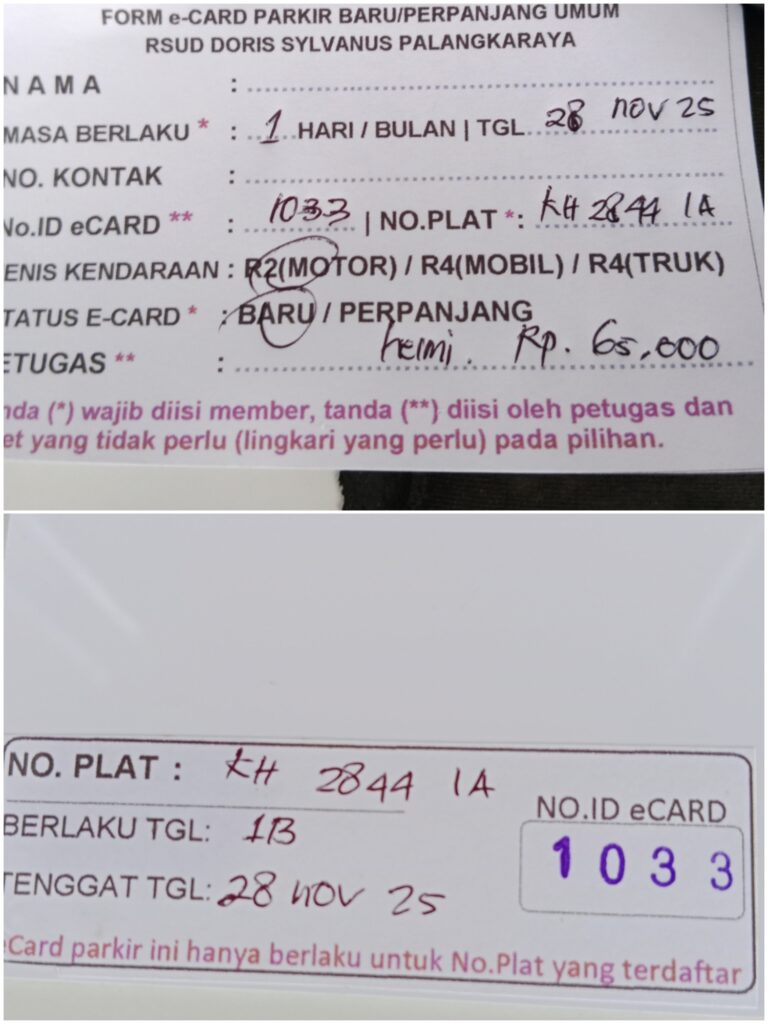 FORM e-CARD PARKIR BARU/PERPANJANG UMUM
RSUD DORIS SYLVANUS PALANGKARAYA
NAMA :
MASA BERLAKU * : 1 HARI / BULAN | TGL 28 nov 25
NO. KONTAK :
No.ID eCARD ** : 1033 | NO.PLAT *: KH 2844 IA
ENIS KENDARAAN : R2(MOTOR) / R4(MOBIL) / R4(TRUK)
TATUS E-CARD * : BARU / PERPANJANG
ETUGAS ** : helmi. Rp. 65.000
nda (*) wajib diisi member, tanda (**) diisi oleh petugas dan
et yang tidak perlu (lingkari yang perlu) pada pilihan.
NO. PLAT : KH 2844 IA
NO.ID eCARD
BERLAKU TGL: 1B
1033
TENGGAT TGL: 28 nov 25
eCard parkir ini hanya berlaku untuk No.Plat yang terdaftar